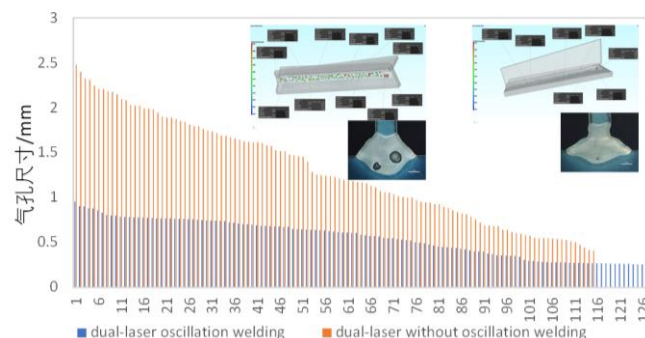 3
2.5
2
1.5
1
0.5
0
气孔尺寸/mm
1 6 11 16 21 26 31 36 41 46 51 56 61 66 71 76 81 86 91 96 101 106 111 116 121 126
dual-laser oscillation welding dual-laser without oscillation welding